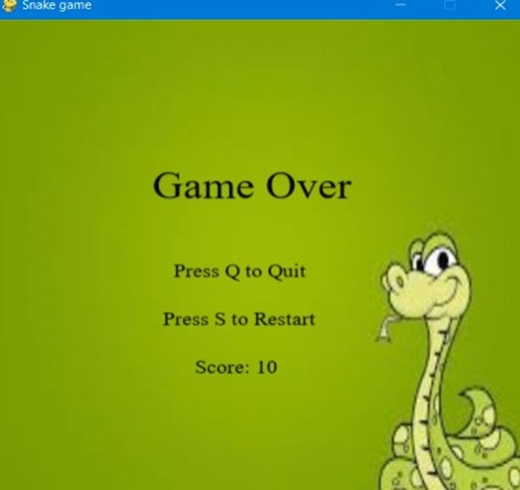 Snake game
Game Over
Press Q to Quit
Press S to Restart
Score: 10